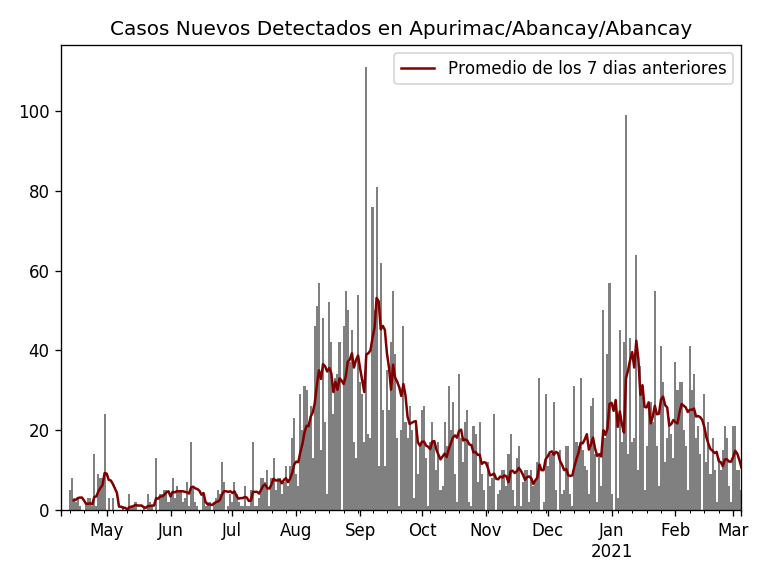 Casos Nuevos Detectados en Apurimac/Abancay/Abancay
Promedio de los 7 dias anteriores
100
80
60
40
20
0
May Jun Jul Aug Sep Oct Nov Dec Jan Feb Mar
2021